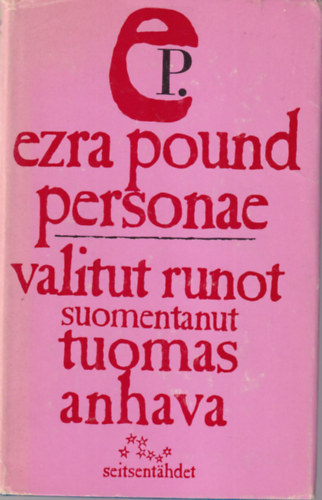 e P.
ezra pound
personae
valitut runot
suomentanut
tuomas
anhava
seitsentähdet